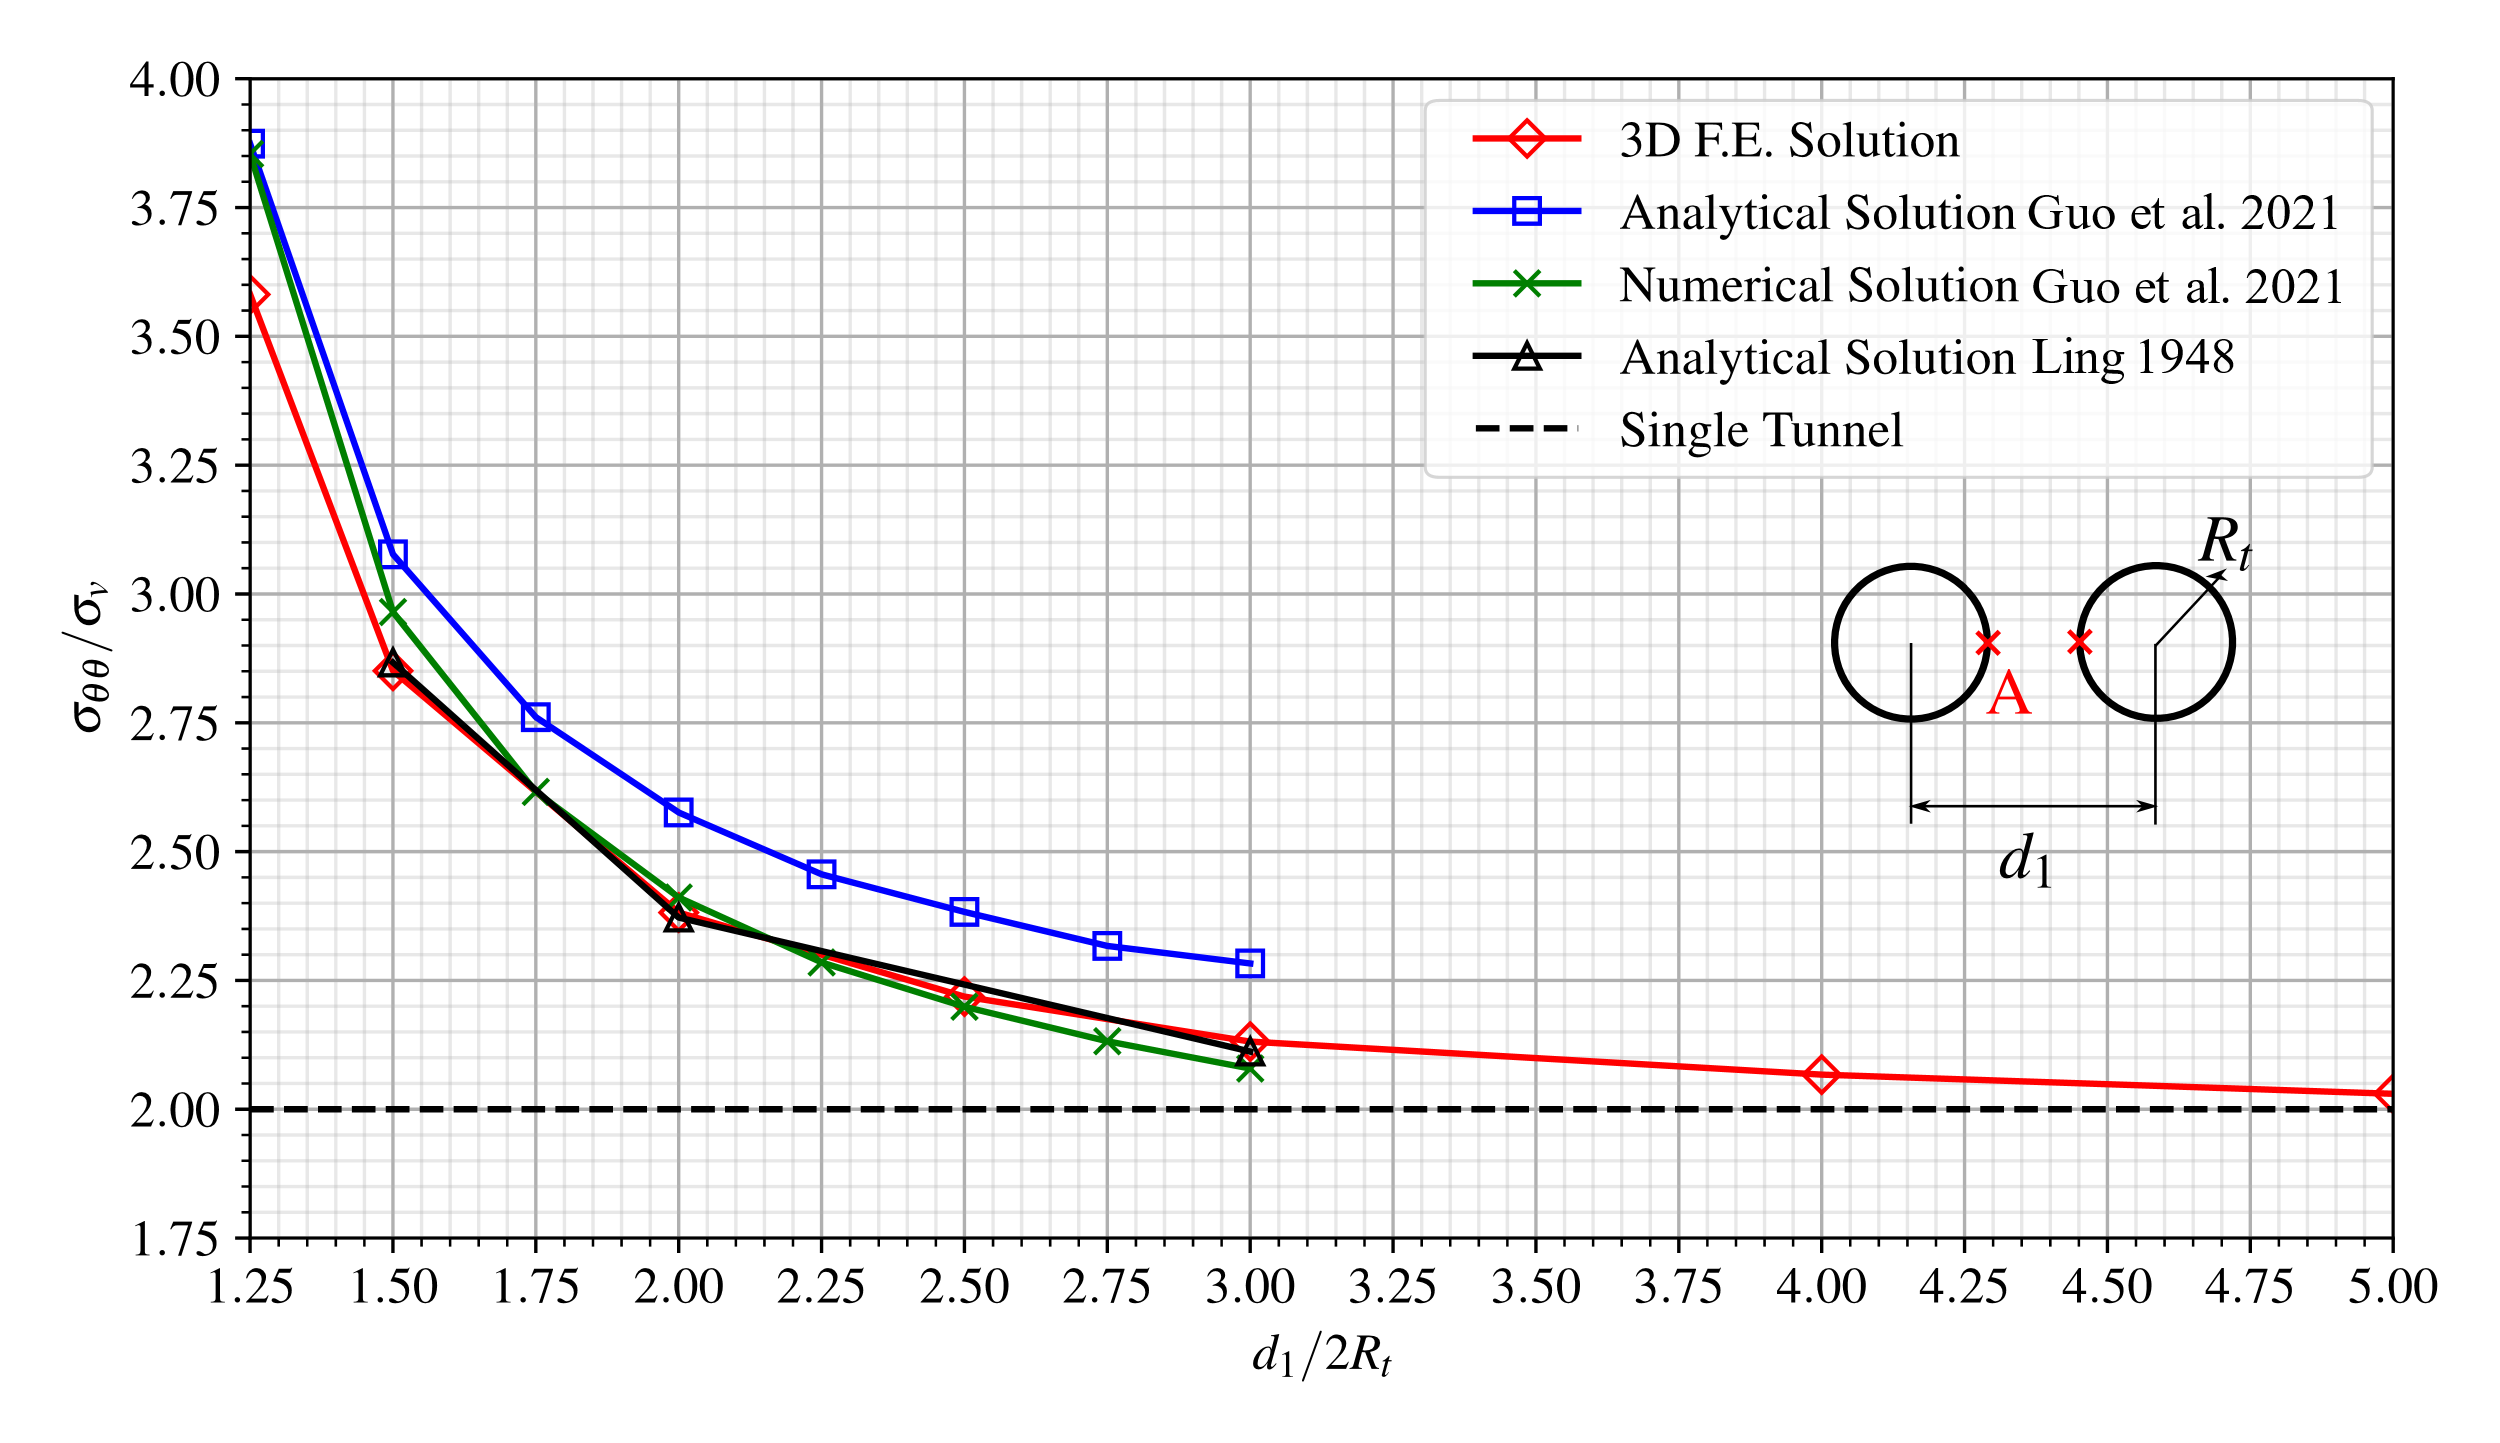 4.00
3.75
3.50
3.25
3.00
2.75
2.50
2.25
2.00
1.75
σθθ/ σv
3D F.E. Solution
Analytical Solution Guo et al. 2021
Numerical Solution Guo et al. 2021
Analytical Solution Ling 1948
Single Tunnel
Rt
A
d1
1.25 1.50 1.75 2.00 2.25 2.50 2.75 3.00 3.25 3.50 3.75 4.00 4.25 4.50 4.75 5.00
d1/2Rt